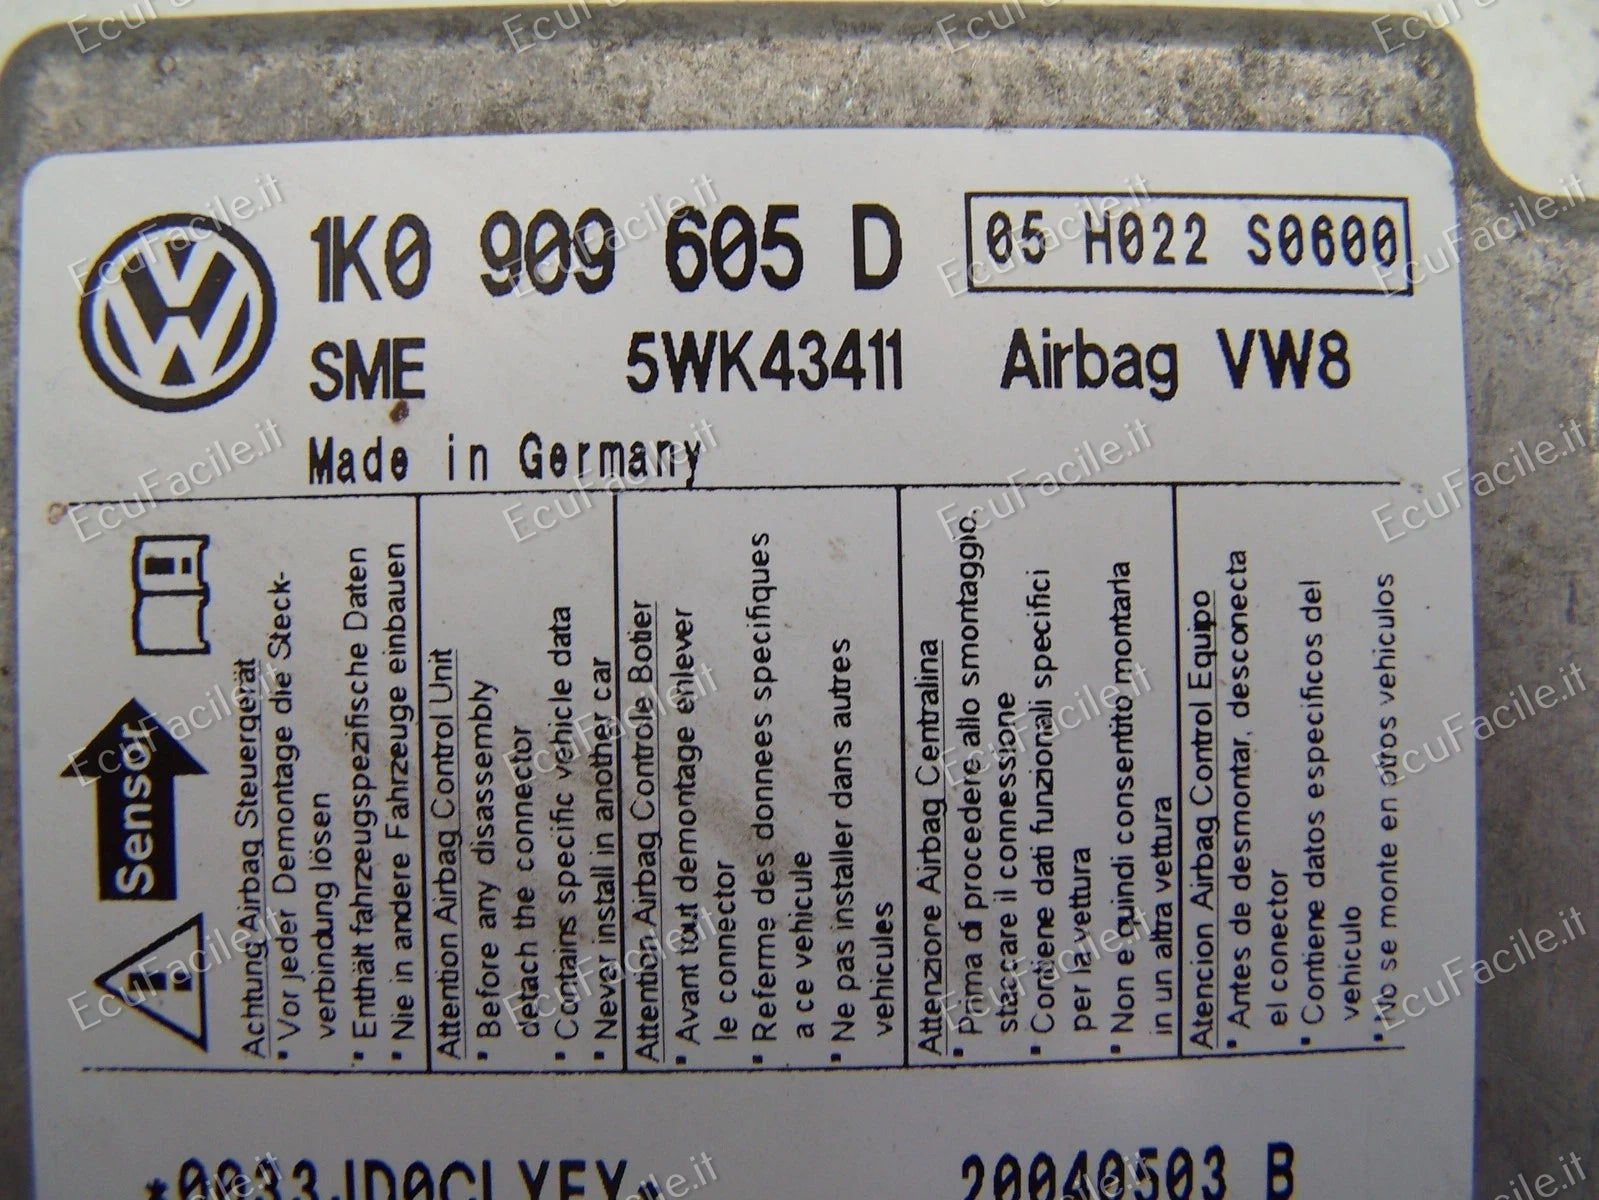 1K0 909 605 D
05 H022 S0600
SME 5WK43411 Airbag VW8
Made in Germany
Sensor
Achtung Airbag Steuergerät
* Vor jeder Demontage die Steck-
verbindung lösen
* Enthält fahrzeugspezifische Daten
* Nie in andere Fahrzeuge einbauen
Attention Airbag Control Unit
* Before any disassembly
detach the connector
* Contains specific vehicle data
* Never install in another car
Attention Airbag Controle Botier
* Avant tout demontage enlever
le connector
* Referme des donnees specifiques
a ce vehicule
* Ne pas installer dans autres
vehicules
Attenzione Airbag Centralina
* Prima di procedere allo smontaggio,
staccare il connessione
* Contiene dati funzionali specifici
per la vettura
* Non e quindi consentito montarla
in un altra vettura
Atencion Airbag Control Equipo
* Antes de desmontar, desconecta
el conector
* Contiene datos especificos del
vehiculo
* No se monte en otros vehiculos
20040503 B
EcuFacile.it